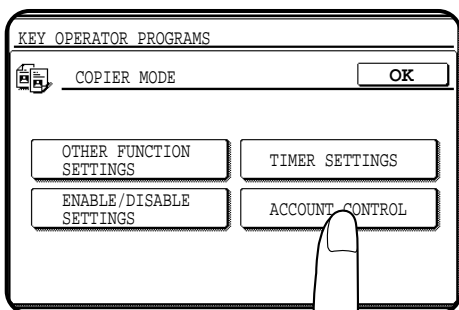 KEY OPERATOR PROGRAMS
COPIER MODE
OK
OTHER FUNCTION
SETTINGS
TIMER SETTINGS
ENABLE/DISABLE
SETTINGS
ACCOUNT CONTROL